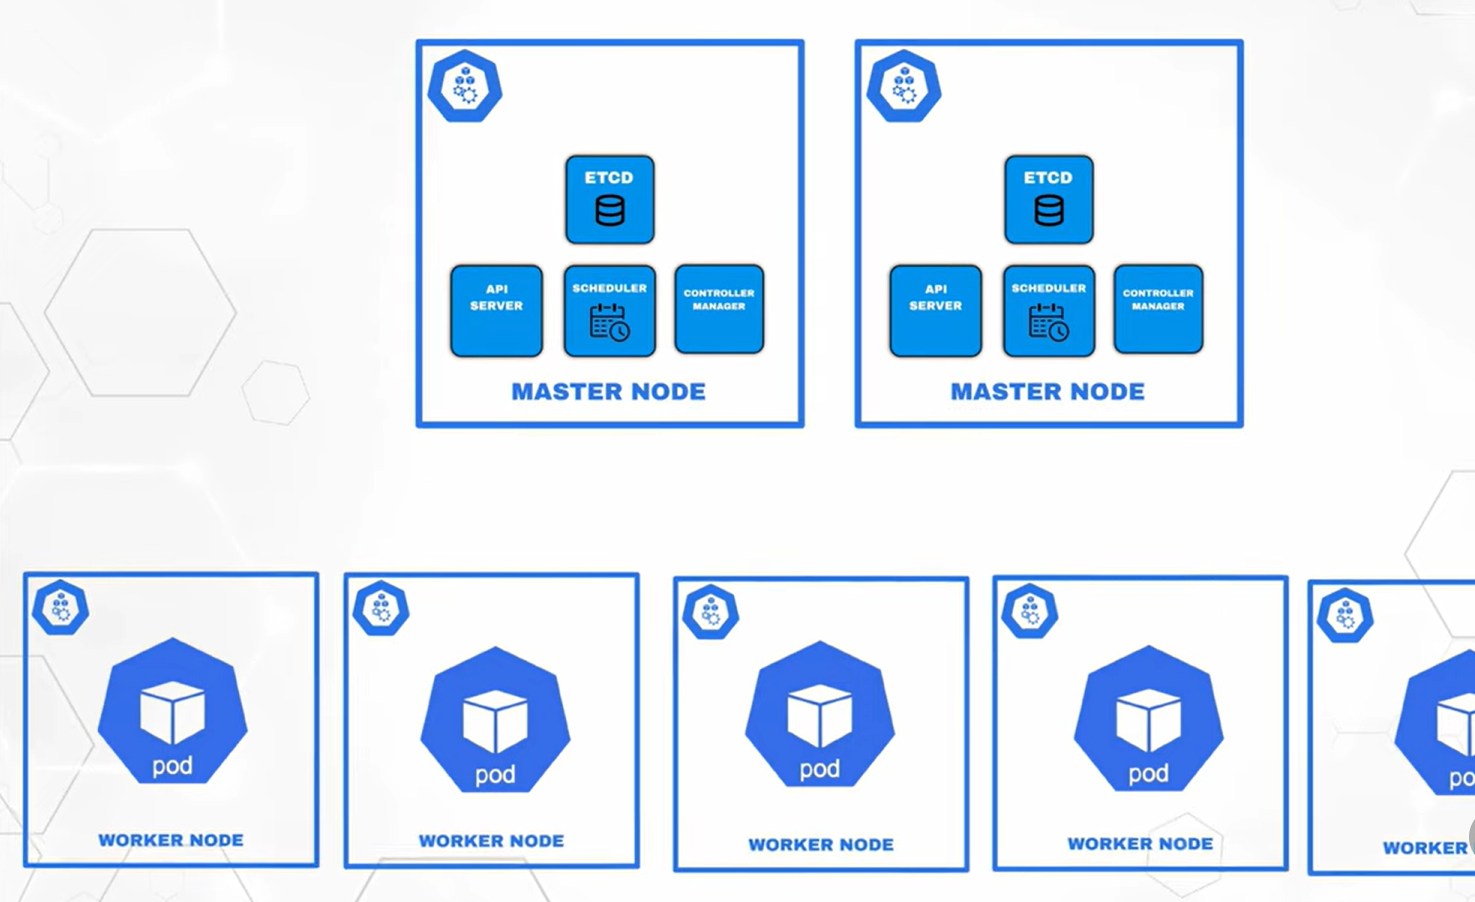 ETCD
API
SERVER
SCHEDULER
CONTROLLER
MANAGER
MASTER NODE
ETCD
API
SERVER
SCHEDULER
CONTROLLER
MANAGER
MASTER NODE
pod
WORKER NODE
pod
WORKER NODE
pod
WORKER NODE
pod
WORKER NODE
po
WORKER